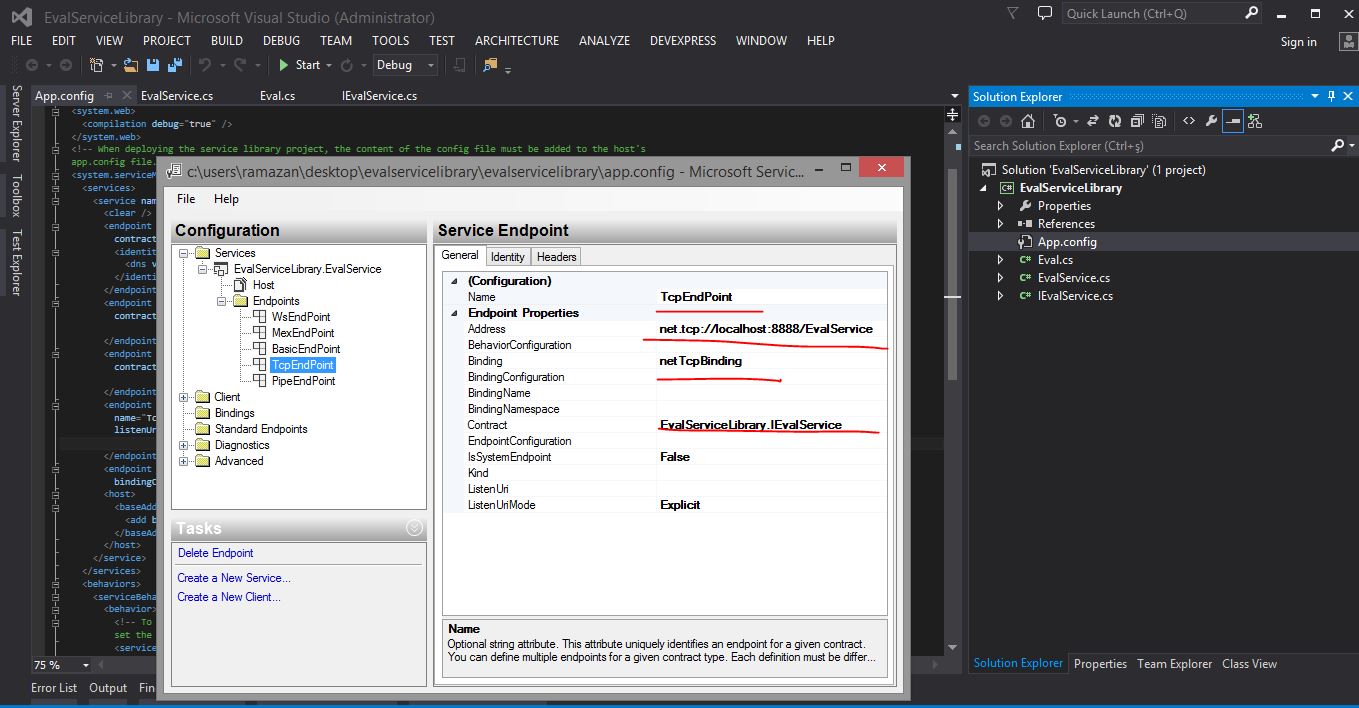 EvalServiceLibrary - Microsoft Visual Studio (Administrator)
Quick Launch (Ctrl+Q)
FILE EDIT VIEW PROJECT BUILD DEBUG TEAM TOOLS TEST ARCHITECTURE ANALYZE DEVEXPRESS WINDOW HELP
Sign in
Start Debug
Server Explorer
Toolbox
Test Explorer
App.config EvalService.cs Eval.cs IEvalService.cs
<system.web>
<compilation debug="true" />
</system.web>
<!-- When deploying the service library project, the content of the config file must be added to the host's
app.config file.
<system.serviceM
<services>
<service nam
<clear />
<endpoint
contract
<identit
<dns v
</identi
</endpoint
<endpoint
contract
</endpoint
<endpoint
contract
</endpoint
<endpoint
name="Tc
listenUr
</endpoint
<endpoint
bindingC
<host>
<baseAdd
<add b
</baseAd
</host>
</service>
</services>
<behaviors>
<serviceBeha
<behavior>
<!-- To
set the
<service
75 %
Error List Output Fin
c:\users\ramazan\desktop\evalservicelibrary\evalservicelibrary\app.config - Microsoft Servic...
File Help
Configuration
Services
EvalServiceLibrary.EvalService
Host
Endpoints
WsEndPoint
MexEndPoint
BasicEndPoint
TcpEndPoint
PipeEndPoint
Client
Bindings
Standard Endpoints
Diagnostics
Advanced
Tasks
Delete Endpoint
Create a New Service...
Create a New Client...
Service Endpoint
General Identity Headers
(Configuration)
Name TcpEndPoint
Endpoint Properties
Address net.tcp://localhost:8888/EvalService
BehaviorConfiguration
Binding netTcpBinding
BindingConfiguration
BindingName
BindingNamespace
Contract EvalServiceLibrary.IEvalService
EndpointConfiguration
IsSystemEndpoint False
Kind
ListenUri
ListenUriMode Explicit
Name
Optional string attribute. This attribute uniquely identifies an endpoint for a given contract.
You can define multiple endpoints for a given contract type. Each definition must be differ...
Solution Explorer
Search Solution Explorer (Ctrl+ş)
Solution 'EvalServiceLibrary' (1 project)
C# EvalServiceLibrary
Properties
References
App.config
C# Eval.cs
C# EvalService.cs
C# IEvalService.cs
Solution Explorer Properties Team Explorer Class View